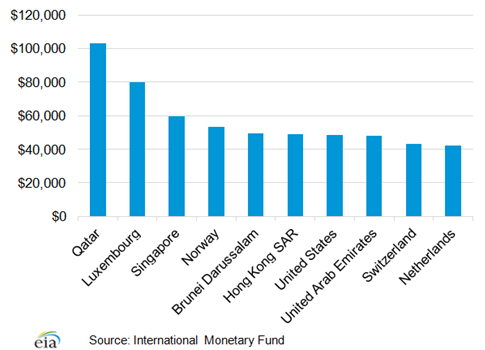 $120,000
$100,000
$80,000
$60,000
$40,000
$20,000
$0
Qatar
Luxembourg
Singapore
Norway
Brunei Darussalam
Hong Kong SAR
United States
United Arab Emirates
Switzerland
Netherlands
eia
Source: International Monetary Fund